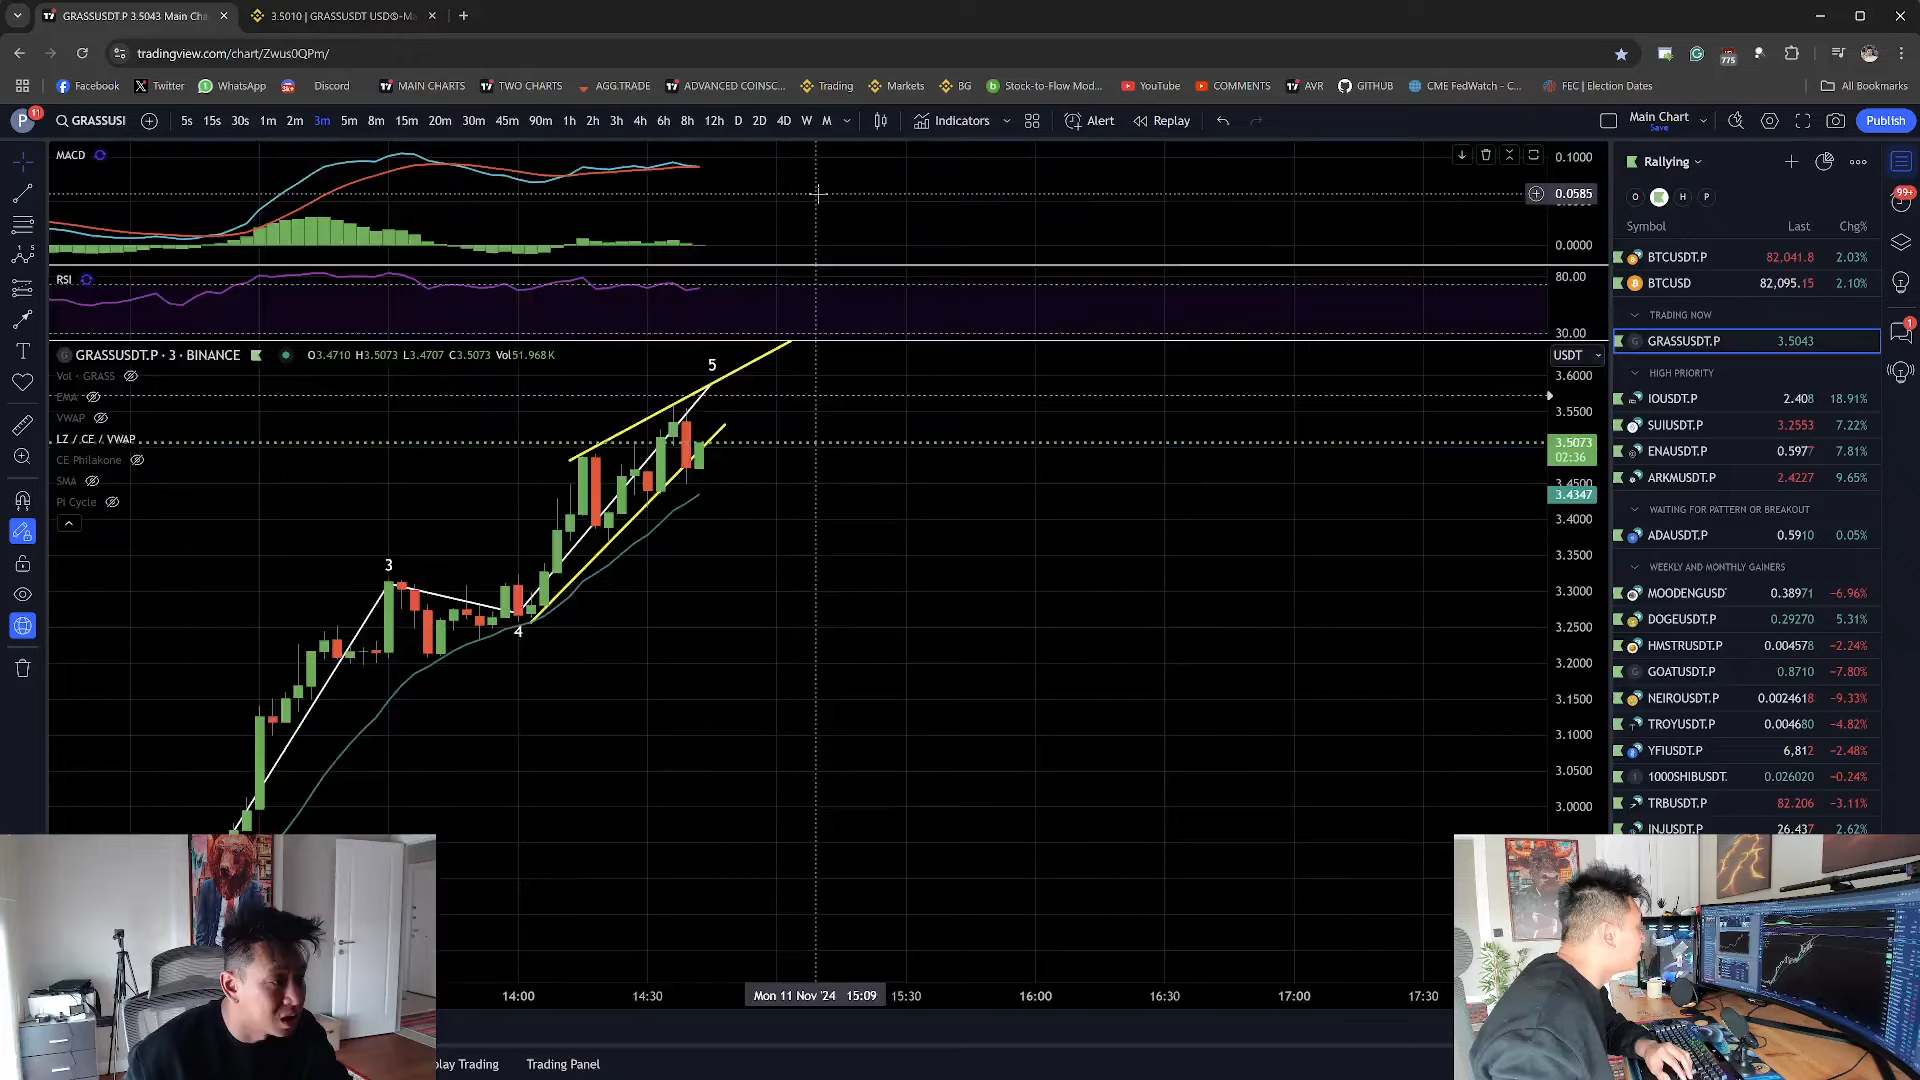 GRASSUSDT.P 3.5043 Main Cha
3.5010 | GRASSUSDT USD©-Ma
tradingview.com/chart/Zwus0QPm/
775
Facebook
Twitter
WhatsApp
3k+
Discord
MAIN CHARTS
TWO CHARTS
AGG.TRADE
ADVANCED COINSC...
Trading
Markets
BG
Stock-to-Flow Mod...
YouTube
COMMENTS
AVR
GITHUB
CME FedWatch - C...
FEC | Election Dates
All Bookmarks
P 11
GRASSUSI
5s 15s 30s 1m 2m 3m 5m 8m 15m 20m 30m 45m 90m 1h 2h 3h 4h 6h 8h 12h D 2D 4D W M
Indicators
Alert
Replay
Main Chart
Save
Publish
MACD
0.1000
0.0585
0.0000
RSI
80.00
30.00
GRASSUSDT.P · 3 · BINANCE O3.4710 H3.5073 L3.4707 C3.5073 Vol51.968 K
Vol · GRASS
EMA
VWAP
LZ / CE / VWAP
CE Philakone
SMA
Pi Cycle
USDT
3.6000
3.5500
3.5073
02:36
3.4500
3.4347
3.4000
3.3500
3.3000
3.2500
3.2000
3.1500
3.1000
3.0500
3.0000
3
4
5
14:00
14:30
Mon 11 Nov '24 15:09
15:30
16:00
16:30
17:00
17:30
Trading Panel
Rallying
O H P
99+
1
Symbol Last Chg%
BTCUSDT.P 82,041.8 2.03%
BTCUSD 82,095.15 2.10%
TRADING NOW
GRASSUSDT.P 3.5043
HIGH PRIORITY
IOUSDT.P 2.408 18.91%
SUIUSDT.P 3.2553 7.22%
ENAUSDT.P 0.5977 7.81%
ARKMUSDT.P 2.4227 9.65%
WAITING FOR PATTERN OR BREAKOUT
ADAUSDT.P 0.5910 0.05%
WEEKLY AND MONTHLY GAINERS
MOODENGUSD 0.38971 −6.96%
DOGEUSDT.P 0.29270 5.31%
HMSTRUSDT.P 0.004578 −2.24%
GOATUSDT.P 0.8710 −7.80%
NEIROUSDT.P 0.0024618 −9.33%
TROYUSDT.P 0.004680 −4.82%
YFIUSDT.P 6,812 −2.48%
1000SHIBUSDT. 0.026020 −0.24%
TRBUSDT.P 82.206 −3.11%
INJUSDT.P 26.437 2.62%